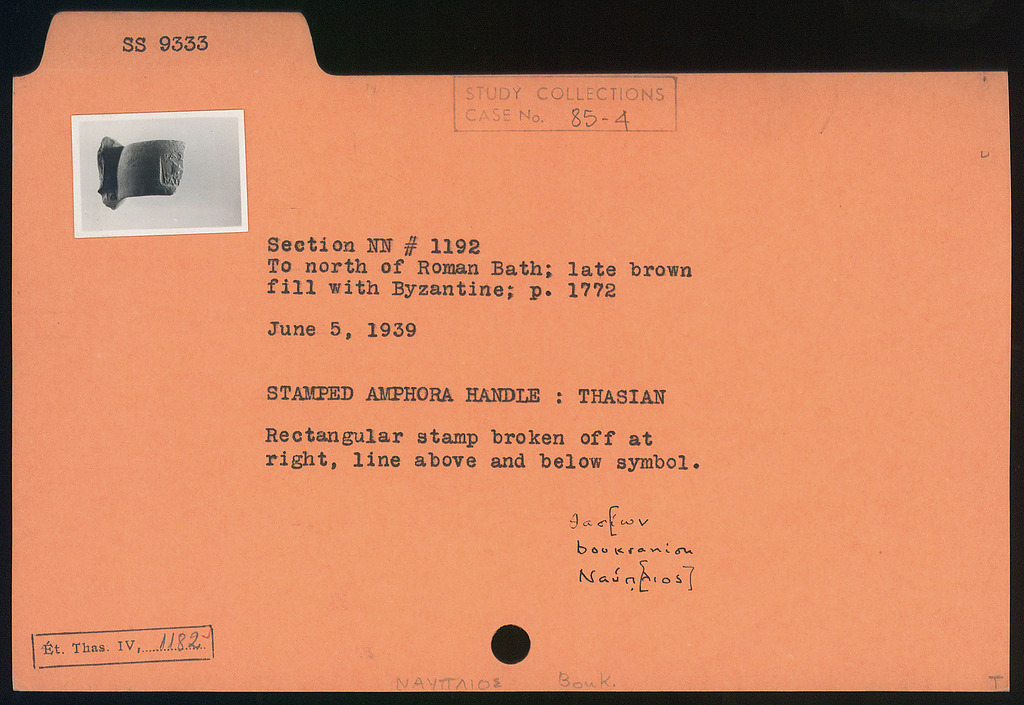 SS 9333
STUDY COLLECTIONS
CASE No. 85-4
Section NN # 1192
To north of Roman Bath; late brown
fill with Byzantine; p. 1772
June 5, 1939
STAMPED AMPHORA HANDLE : THASIAN
Rectangular stamp broken off at
right, line above and below symbol.
Θασ[ίων
boukranion
Ναύπ[λιος]
Ét. Thas. IV, 1182
ΝΑΥΠΛΙΟΣ Bouk.
T